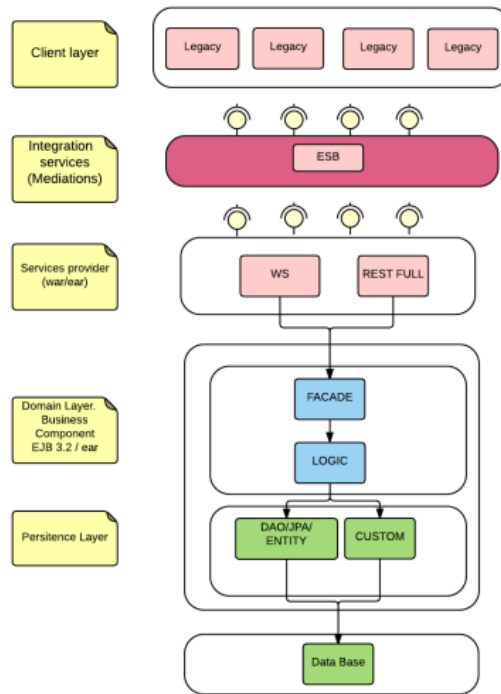 Client layer
Legacy
Legacy
Legacy
Legacy
Integration
services
(Mediations)
ESB
Services provider
(war/ear)
WS
REST FULL
Domain Layer.
Business
Component
EJB 3.2 / ear
FACADE
LOGIC
Persitence Layer
DAO/JPA/
ENTITY
CUSTOM
Data Base